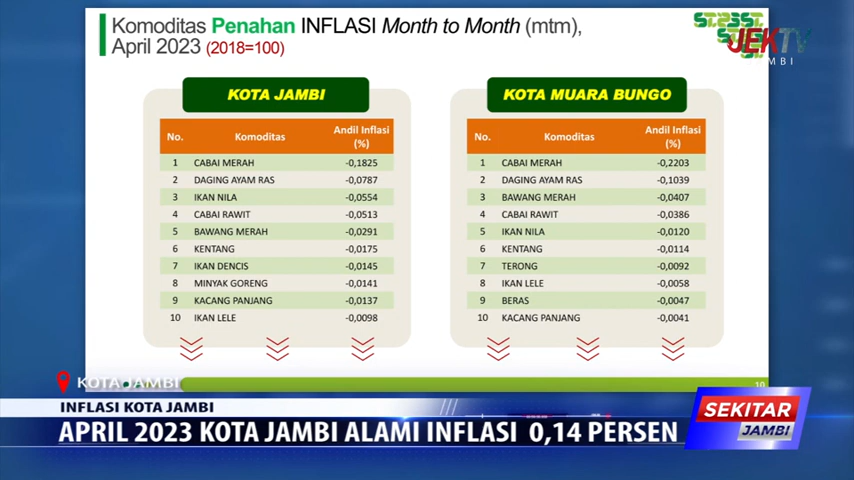 Komoditas Penahan INFLASI Month to Month (mtm),
April 2023 (2018=100)
JEKTV
JAMBI
KOTA JAMBI
No. Komoditas Andil Inflasi (%)
1 CABAI MERAH -0,1825
2 DAGING AYAM RAS -0,0787
3 IKAN NILA -0,0554
4 CABAI RAWIT -0,0513
5 BAWANG MERAH -0,0291
6 KENTANG -0,0175
7 IKAN DENCIS -0,0145
8 MINYAK GORENG -0,0141
9 KACANG PANJANG -0,0137
10 IKAN LELE -0,0098
KOTA MUARA BUNGO
No. Komoditas Andil Inflasi (%)
1 CABAI MERAH -0,2203
2 DAGING AYAM RAS -0,1039
3 BAWANG MERAH -0,0407
4 CABAI RAWIT -0,0386
5 IKAN NILA -0,0120
6 KENTANG -0,0114
7 TERONG -0,0092
8 IKAN LELE -0,0058
9 BERAS -0,0047
10 KACANG PANJANG -0,0041
10
KOTA JAMBI
INFLASI KOTA JAMBI
APRIL 2023 KOTA JAMBI ALAMI INFLASI 0,14 PERSEN
SEKITAR
JAMBI